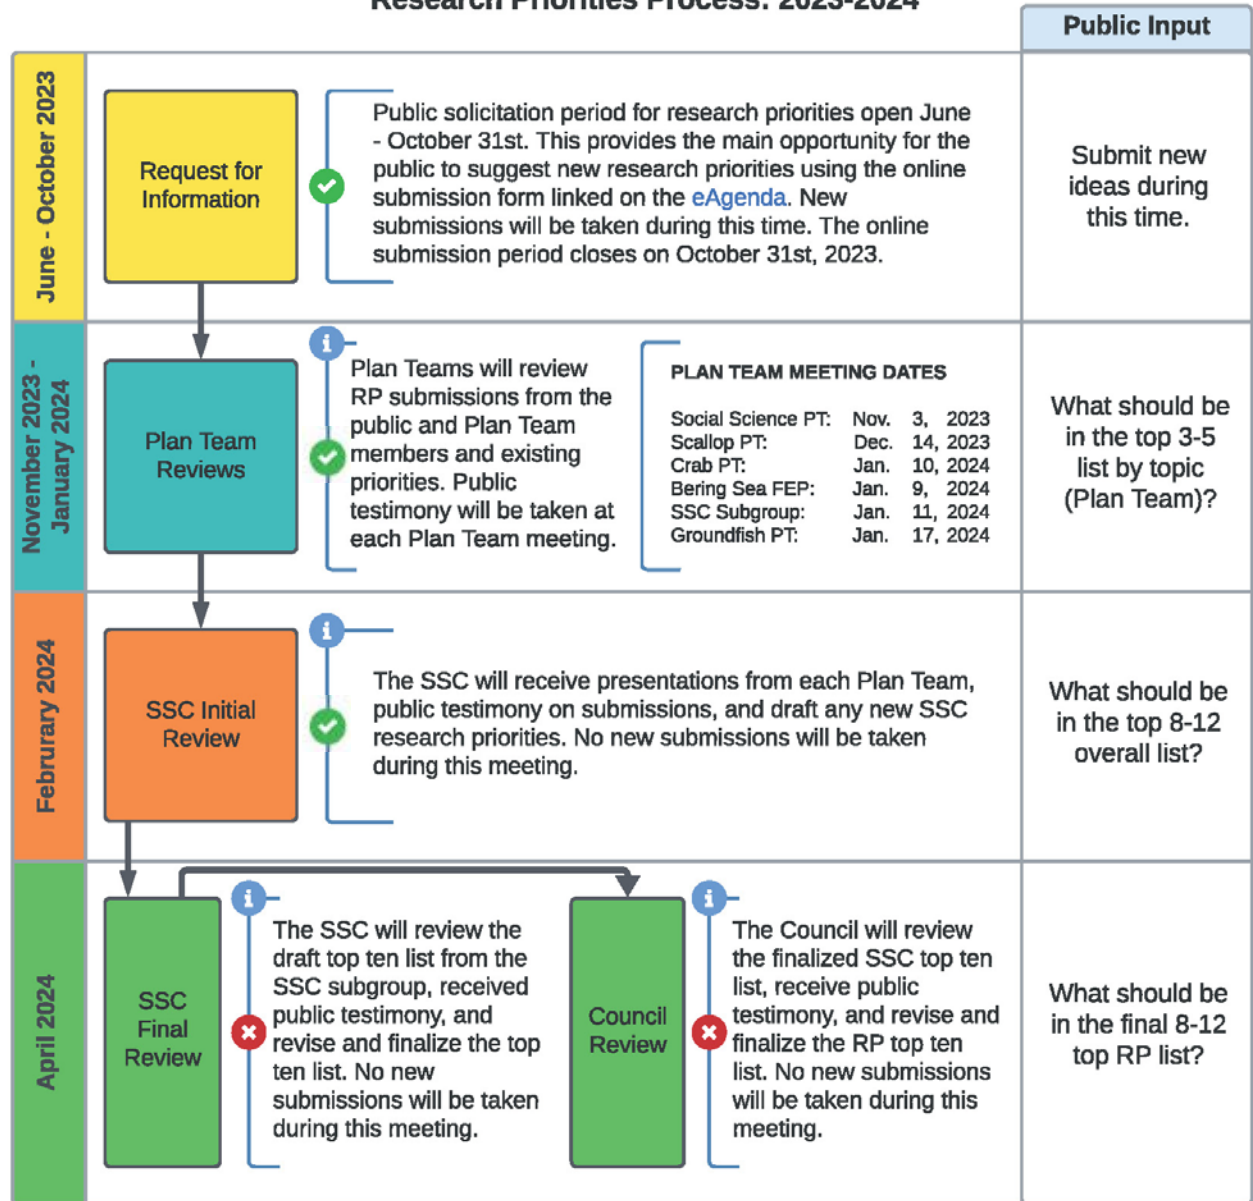 Research Priorities Process: 2023-2024
Public Input
June - October 2023
Request for
Information
Public solicitation period for research priorities open June
- October 31st. This provides the main opportunity for the
public to suggest new research priorities using the online
submission form linked on the eAgenda. New
submissions will be taken during this time. The online
submission period closes on October 31st, 2023.
Submit new
ideas during
this time.
November 2023 -
January 2024
Plan Team
Reviews
i
Plan Teams will review
RP submissions from the
public and Plan Team
members and existing
priorities. Public
testimony will be taken at
each Plan Team meeting.
PLAN TEAM MEETING DATES
Social Science PT: Nov. 3, 2023
Scallop PT: Dec. 14, 2023
Crab PT: Jan. 10, 2024
Bering Sea FEP: Jan. 9, 2024
SSC Subgroup: Jan. 11, 2024
Groundfish PT: Jan. 17, 2024
What should be
in the top 3-5
list by topic
(Plan Team)?
Februrary 2024
SSC Initial
Review
i
The SSC will receive presentations from each Plan Team,
public testimony on submissions, and draft any new SSC
research priorities. No new submissions will be taken
during this meeting.
What should be
in the top 8-12
overall list?
April 2024
SSC
Final
Review
i
The SSC will review the
draft top ten list from the
SSC subgroup, received
public testimony, and
revise and finalize the top
ten list. No new
submissions will be taken
during this meeting.
Council
Review
i
The Council will review
the finalized SSC top ten
list, receive public
testimony, and revise and
finalize the RP top ten
list. No new submissions
will be taken during this
meeting.
What should be
in the final 8-12
top RP list?